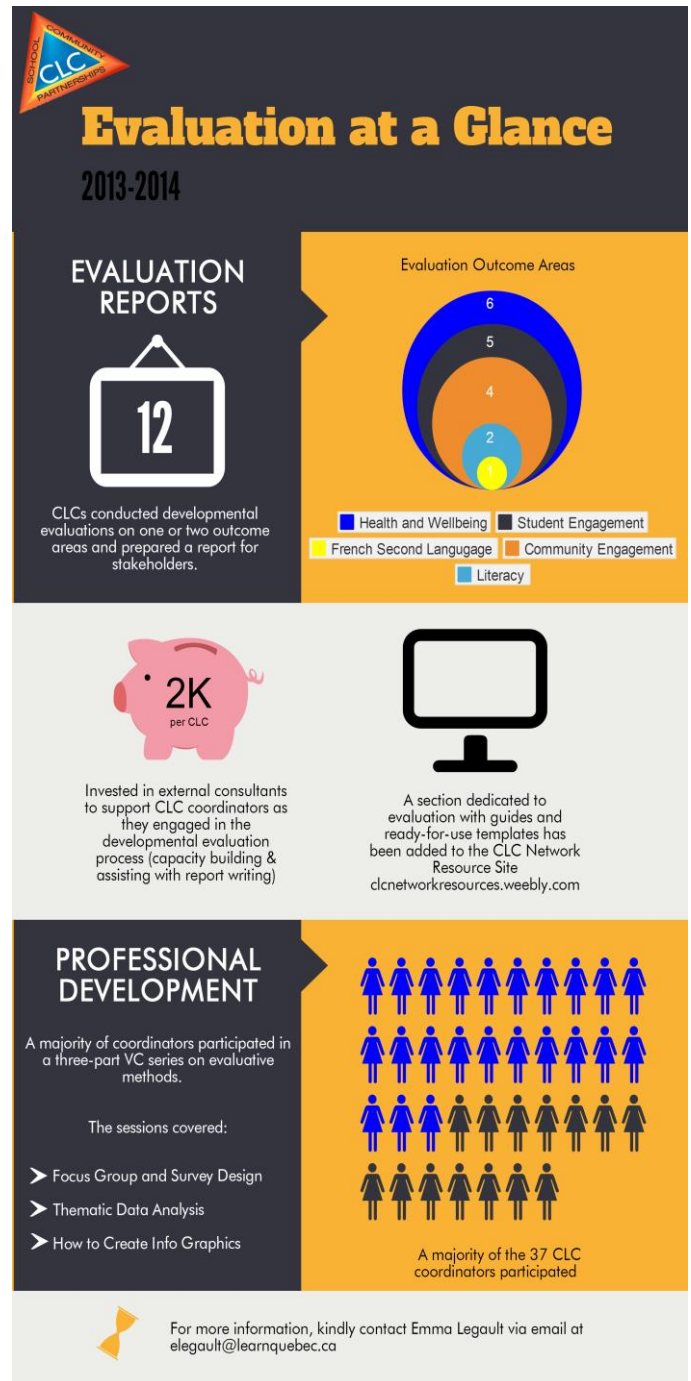 SCHOOL
COMMUNITY
CLC
PARTNERSHIPS
Evaluation at a Glance
2013-2014
EVALUATION
REPORTS
12
CLCs conducted developmental
evaluations on one or two outcome
areas and prepared a report for
stakeholders.
Evaluation Outcome Areas
6
5
4
2
1
Health and Wellbeing Student Engagement
French Second Langugage Community Engagement
Literacy
2K
per CLC
Invested in external consultants
to support CLC coordinators as
they engaged in the
developmental evaluation
process (capacity building &
assisting with report writing)
A section dedicated to
evaluation with guides and
ready-for-use templates has
been added to the CLC Network
Resource Site
clcnetworkresources.weebly.com
PROFESSIONAL
DEVELOPMENT
A majority of coordinators participated in
a three-part VC series on evaluative
methods.
The sessions covered:
Focus Group and Survey Design
Thematic Data Analysis
How to Create Info Graphics
A majority of the 37 CLC
coordinators participated
For more information, kindly contact Emma Legault via email at
elegault@learnquebec.ca